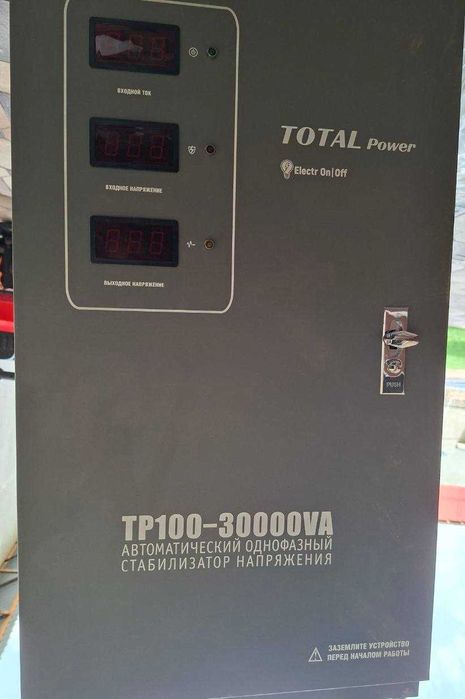 ВХОДНОЙ ТОК
ВХОДНОЕ НАПРЯЖЕНИЕ
ВЫХОДНОЕ НАПРЯЖЕНИЕ
TOTAL Power
Electr On|Off
PUSH
TP100-30000VA
АВТОМАТИЧЕСКИЙ ОДНОФАЗНЫЙ
СТАБИЛИЗАТОР НАПРЯЖЕНИЯ
ЗАЗЕМЛИТЕ УСТРОЙСТВО
ПЕРЕД НАЧАЛОМ РАБОТЫ